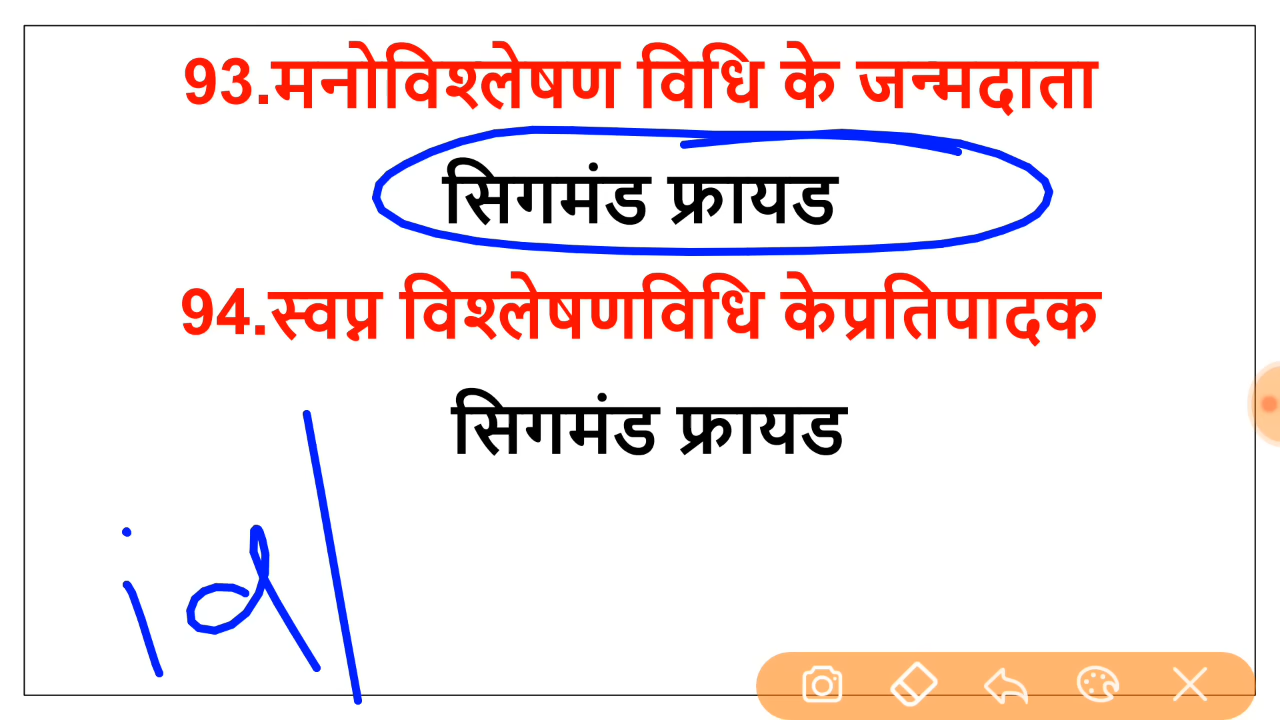 93.मनोविश्लेषण विधि के जन्मदाता
सिगमंड फ्रायड
94.स्वप्न विश्लेषणविधि केप्रतिपादक
सिगमंड फ्रायड
id